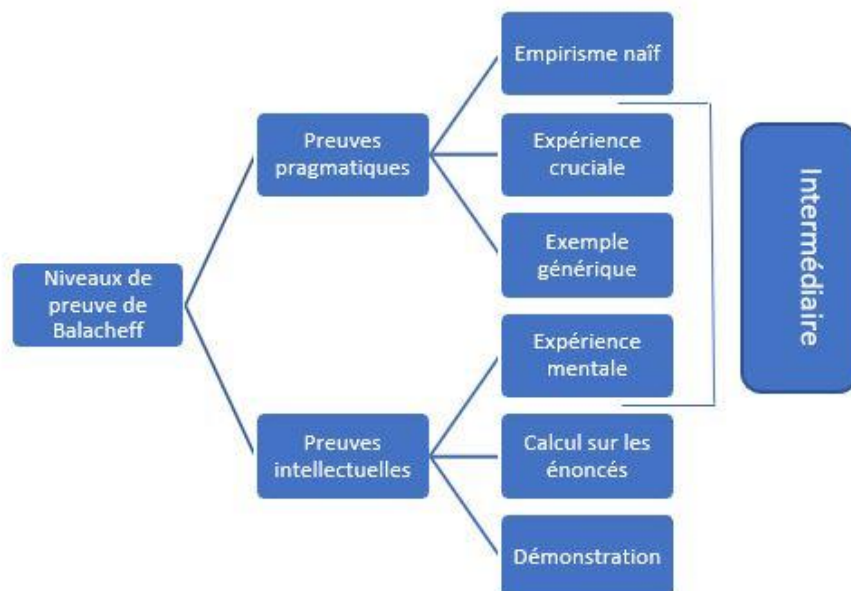 Niveaux de
preuve de
Balacheff
Preuves
pragmatiques
Empirisme naïf
Expérience
cruciale
Exemple
générique
Preuves
intellectuelles
Expérience
mentale
Calcul sur les
énoncés
Démonstration
Intermédiaire